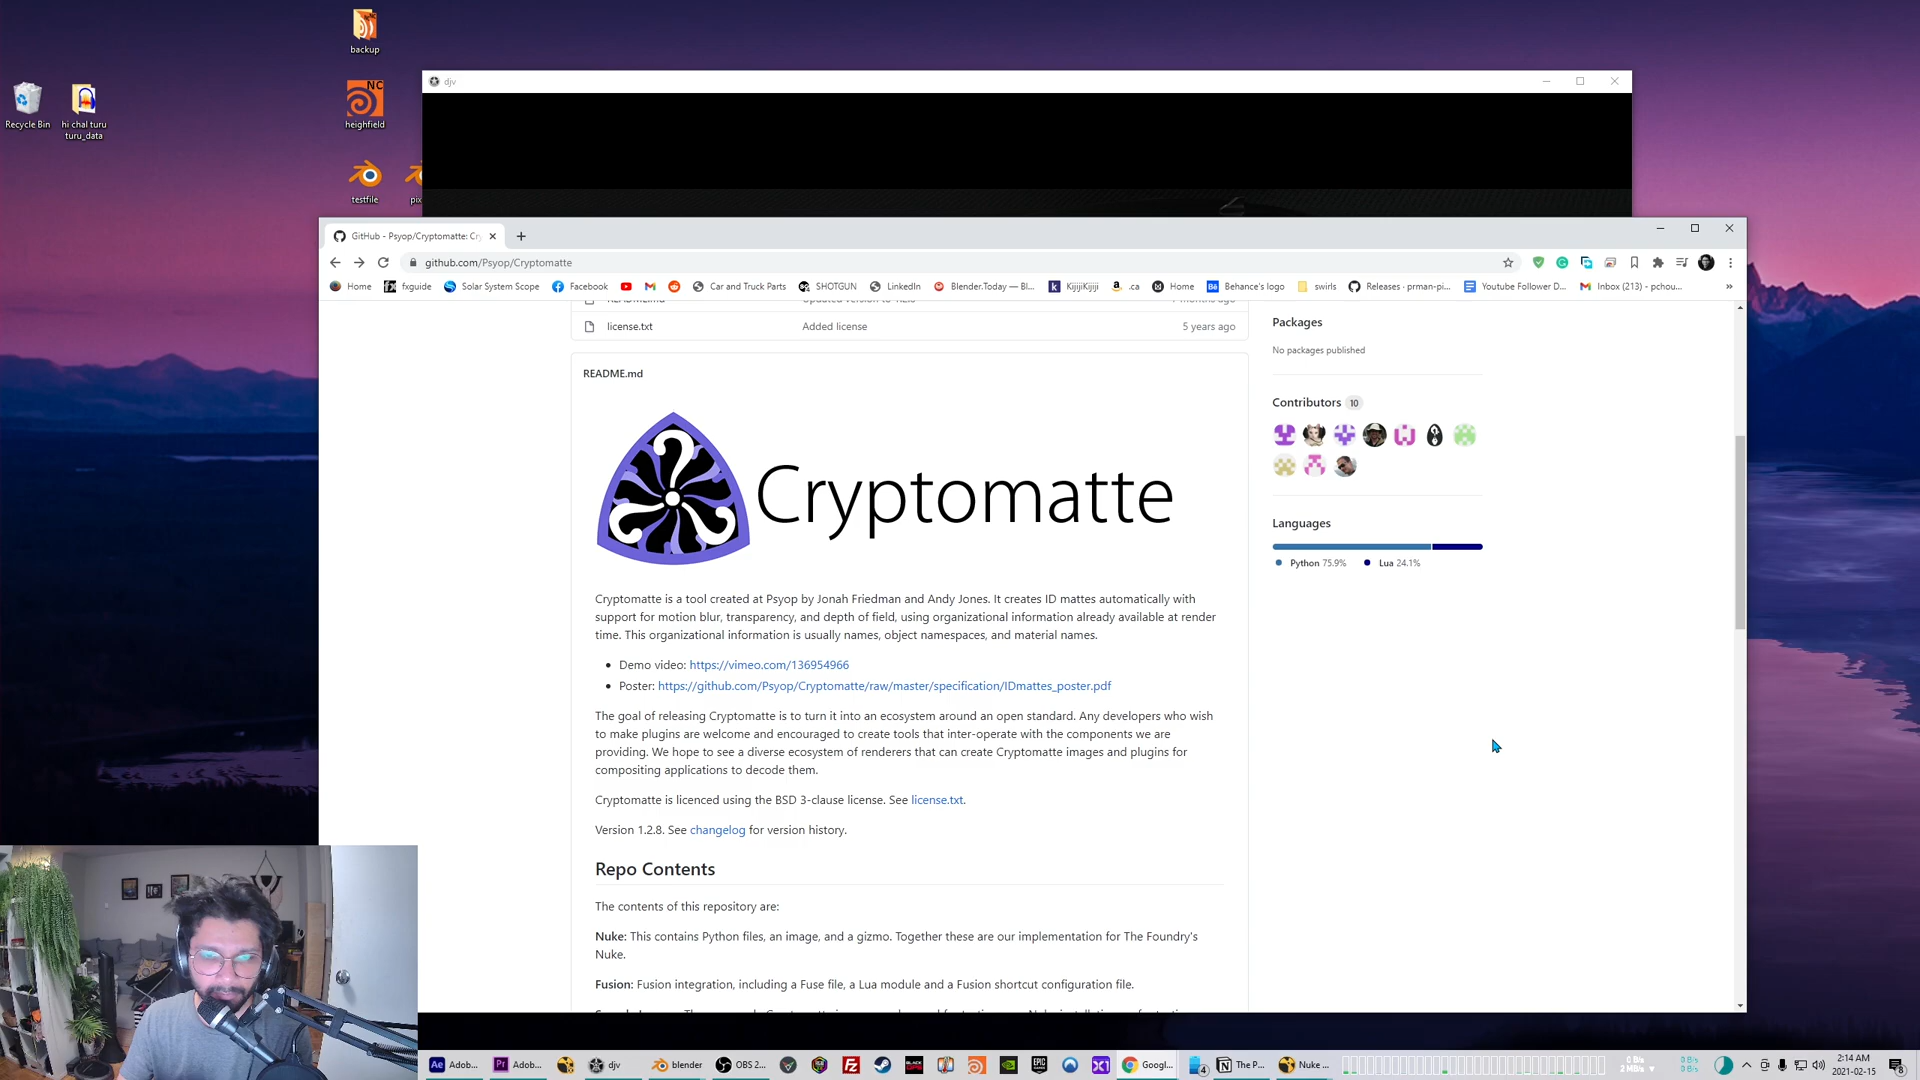 backup
Recycle Bin
hi chal turu
turu_data
NC
heighfield
testfile
pix
djv
GitHub - Psyop/Cryptomatte: Cr
github.com/Psyop/Cryptomatte
Home
fxguide
Solar System Scope
Facebook
Car and Truck Parts
SHOTGUN
LinkedIn
Blender.Today — Bl...
KijijiKijiji
.ca
Home
Behance's logo
swirls
Releases · prman-pi...
Youtube Follower D...
Inbox (213) - pchou...
»
license.txt Added license 5 years ago
README.md
Cryptomatte
Cryptomatte is a tool created at Psyop by Jonah Friedman and Andy Jones. It creates ID mattes automatically with
support for motion blur, transparency, and depth of field, using organizational information already available at render
time. This organizational information is usually names, object namespaces, and material names.
• Demo video: https://vimeo.com/136954966
• Poster: https://github.com/Psyop/Cryptomatte/raw/master/specification/IDmattes_poster.pdf
The goal of releasing Cryptomatte is to turn it into an ecosystem around an open standard. Any developers who wish
to make plugins are welcome and encouraged to create tools that inter-operate with the components we are
providing. We hope to see a diverse ecosystem of renderers that can create Cryptomatte images and plugins for
compositing applications to decode them.
Cryptomatte is licenced using the BSD 3-clause license. See license.txt.
Version 1.2.8. See changelog for version history.
Repo Contents
The contents of this repository are:
Nuke: This contains Python files, an image, and a gizmo. Together these are our implementation for The Foundry's
Nuke.
Fusion: Fusion integration, including a Fuse file, a Lua module and a Fusion shortcut configuration file.
Packages
No packages published
Contributors 10
Languages
Python 75.9% Lua 24.1%
Adob...
Adob...
djv
blender
OBS 2...
Googl...
4
The P...
Nuke ...
0 B/s
2 MB/s
0 B/s
0 B/s
2:14 AM
2021-02-15
8